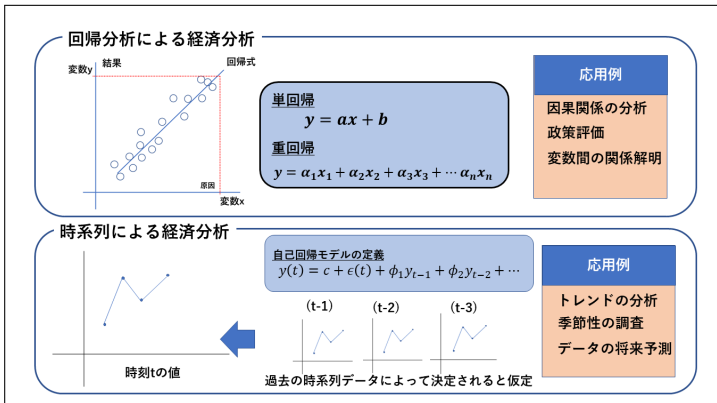 回帰分析による経済分析
結果
変数y
回帰式
原因
変数x
単回帰
y = ax + b
重回帰
y = α₁x₁ + α₂x₂ + α₃x₃ + ⋯ αₙxₙ
応用例
因果関係の分析
政策評価
変数間の関係解明
時系列による経済分析
時刻tの値
自己回帰モデルの定義
y(t) = c + ϵ(t) + ϕ₁yₜ₋₁ + ϕ₂yₜ₋₂ + ⋯
(t-1)
(t-2)
(t-3)
過去の時系列データによって決定されると仮定
応用例
トレンドの分析
季節性の調査
データの将来予測